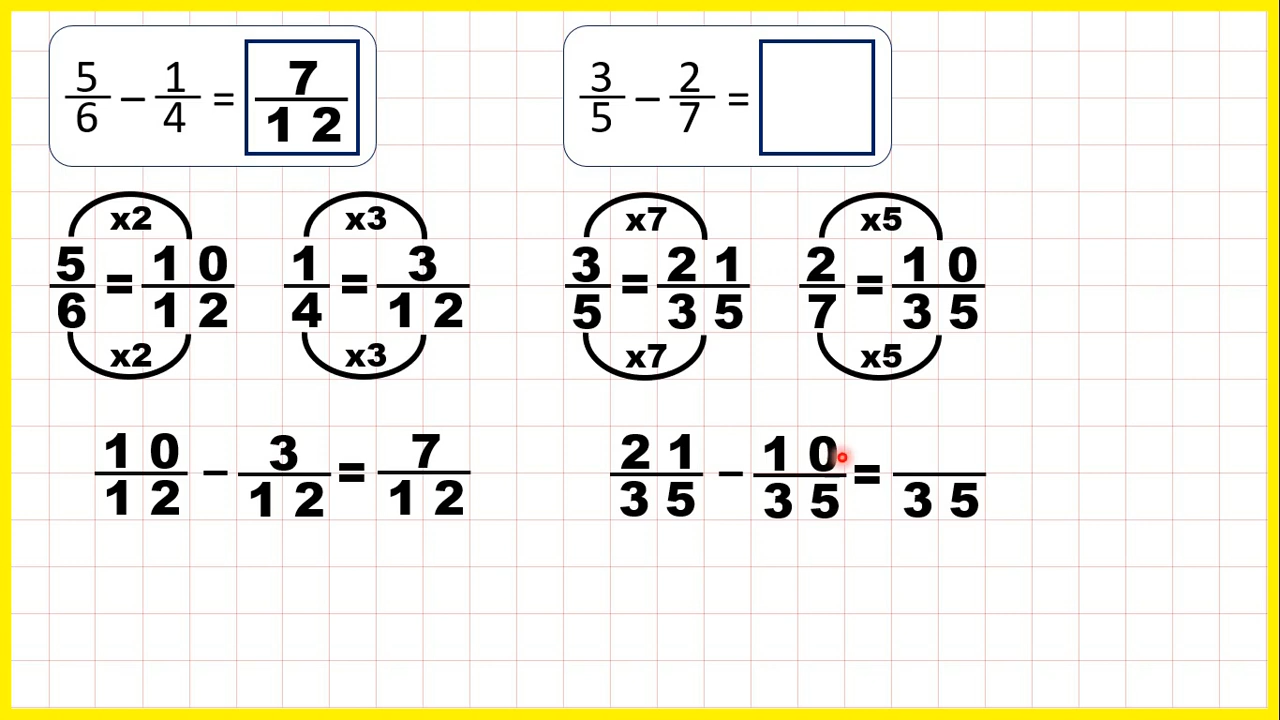 5/6 − 1/4 = 7/12
3/5 − 2/7 =
x2 x3
5/6 = 10/12 1/4 = 3/12
x2 x3
x7 x5
3/5 = 21/35 2/7 = 10/35
x7 x5
10/12 − 3/12 = 7/12
21/35 − 10/35 = /35